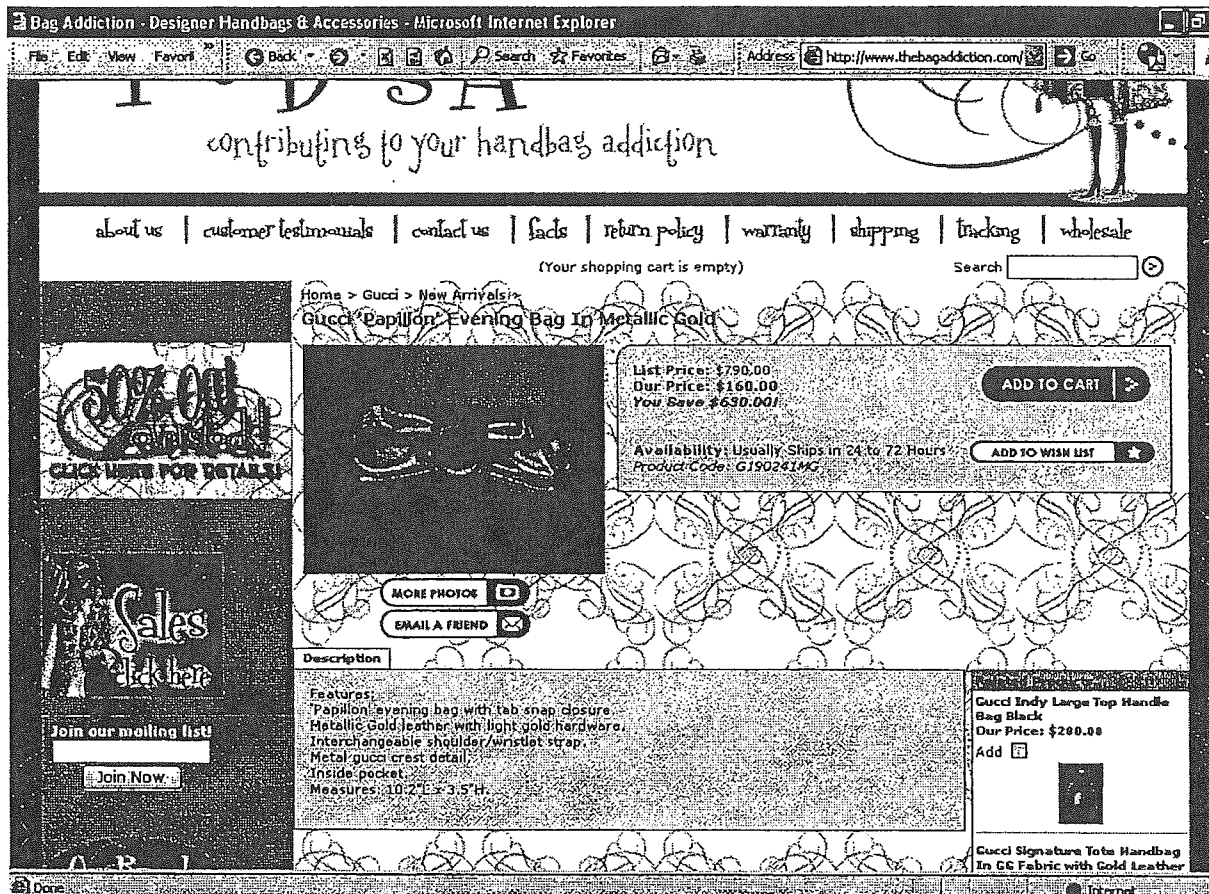 Bag Addiction - Designer Handbags & Accessories - Microsoft Internet Explorer
File Edit View Favori » Back Search Favorites Address http://www.thebagaddiction.com/ Go
T B S A
contributing to your handbag addiction
about us | customer testimonials | contact us | facts | return policy | warranty | shipping | tracking | wholesale
(Your shopping cart is empty) Search
Home > Gucci > New Arrivals >
Gucci 'Papillon' Evening Bag In Metallic Gold
50% off
overstock!
CLICK HERE FOR DETAILS!
List Price: $790.00
Our Price: $160.00
You Save $630.00!
ADD TO CART
Availability: Usually Ships in 24 to 72 Hours
Product Code: G190241MG
ADD TO WISH LIST
MORE PHOTOS
EMAIL A FRIEND
Sales
click here
Join our mailing list!
Join Now
Description
Features:
'Papillon' evening bag with tab snap closure.
Metallic Gold leather with light gold hardware.
Interchangeable shoulder/wristlet strap.
Metal gucci crest detail.
Inside pocket.
Measures: 10.2"L x 3.5"H.
Gucci Indy Large Top Handle
Bag Black
Our Price: $280.00
Add
Gucci Signature Tote Handbag
In GG Fabric with Gold Leather
Done
Internet